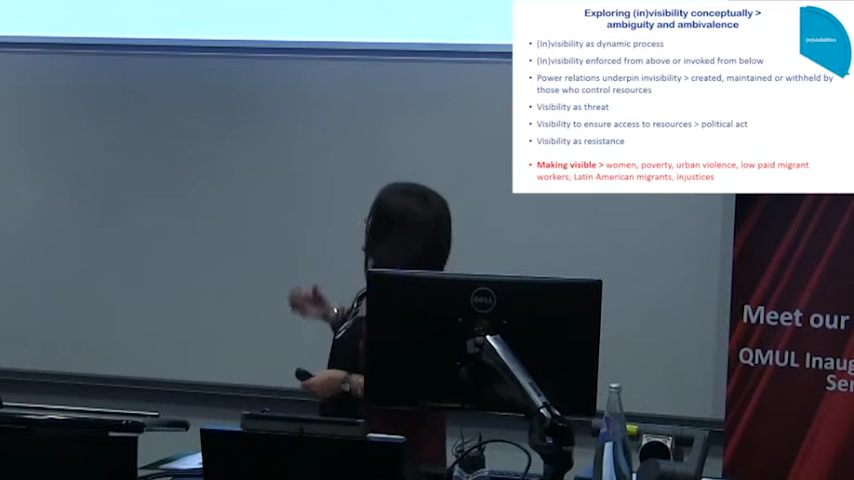 Exploring (in)visibility conceptually >
ambiguity and ambivalence
(in)visibilities
• (In)visibility as dynamic process
• (In)visibility enforced from above or invoked from below
• Power relations underpin invisibility > created, maintained or withheld by
those who control resources
• Visibility as threat
• Visibility to ensure access to resources > political act
• Visibility as resistance
• Making visible > women, poverty, urban violence, low paid migrant
workers, Latin American migrants, injustices
DELL
Meet our
QMUL Inaug
Ser